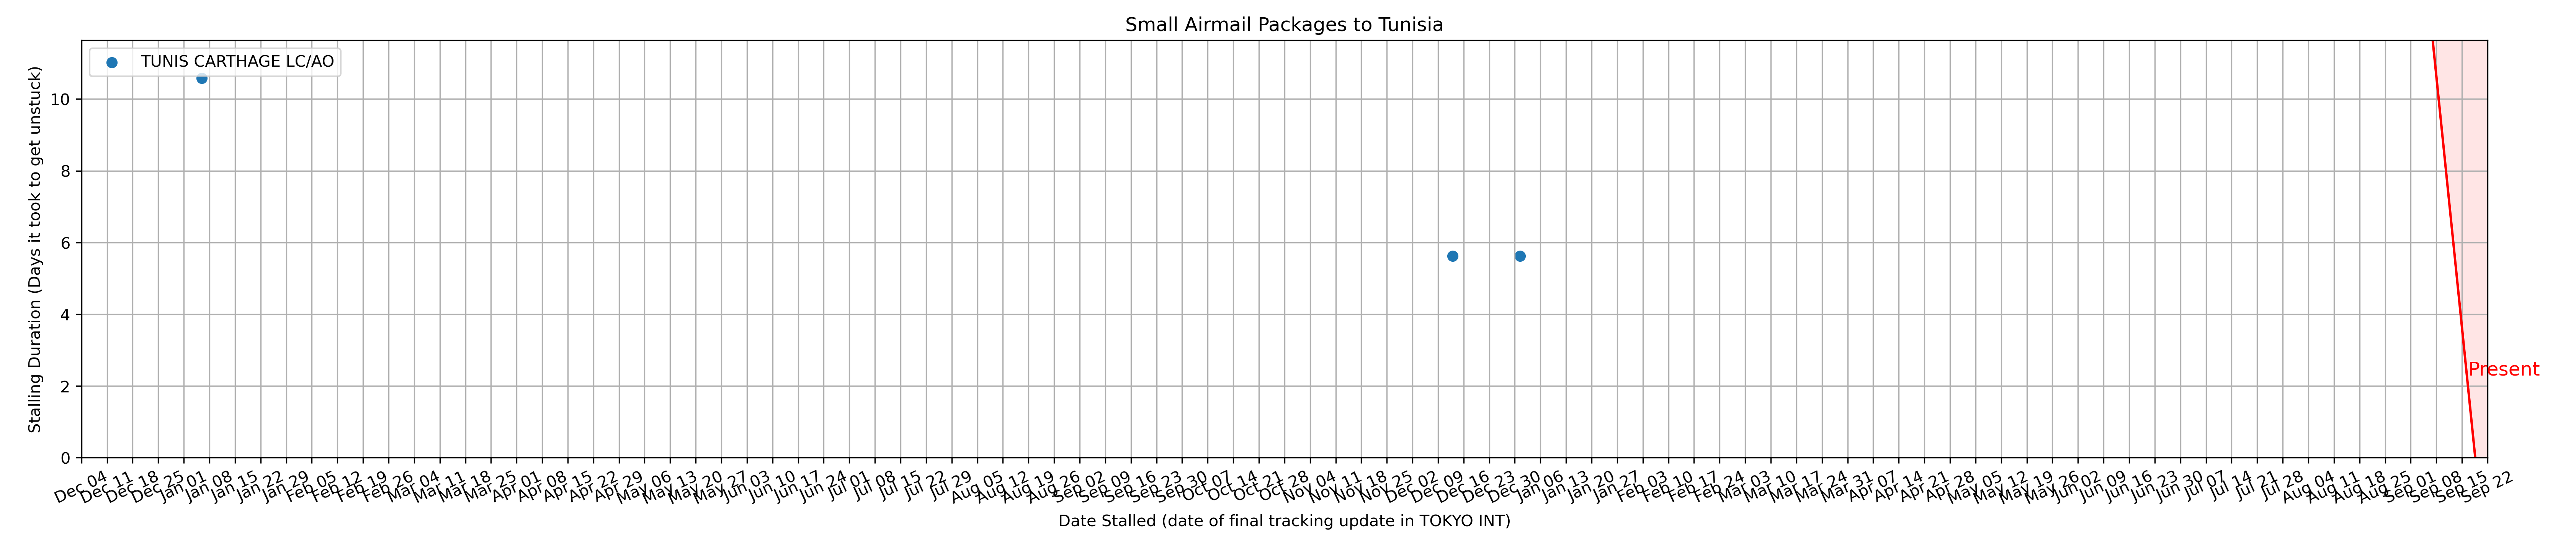 Small Airmail Packages to Tunisia
TUNIS CARTHAGE LC/AO
Stalling Duration (Days it took to get unstuck)
10
8
6
4
2
0
Present
Dec 04
Dec 11
Dec 18
Dec 25
Jan 01
Jan 08
Jan 15
Jan 22
Jan 29
Feb 05
Feb 12
Feb 19
Feb 26
Mar 04
Mar 11
Mar 18
Mar 25
Apr 01
Apr 08
Apr 15
Apr 22
Apr 29
May 06
May 13
May 20
May 27
Jun 03
Jun 10
Jun 17
Jun 24
Jul 01
Jul 08
Jul 15
Jul 22
Jul 29
Aug 05
Aug 12
Aug 19
Aug 26
Sep 02
Sep 09
Sep 16
Sep 23
Sep 30
Oct 07
Oct 14
Oct 21
Oct 28
Nov 04
Nov 11
Nov 18
Nov 25
Dec 02
Dec 09
Dec 16
Dec 23
Dec 30
Jan 06
Jan 13
Jan 20
Jan 27
Feb 03
Feb 10
Feb 17
Feb 24
Mar 03
Mar 10
Mar 17
Mar 24
Mar 31
Apr 07
Apr 14
Apr 21
Apr 28
May 05
May 12
May 19
May 26
Jun 02
Jun 09
Jun 16
Jun 23
Jun 30
Jul 07
Jul 14
Jul 21
Jul 28
Aug 04
Aug 11
Aug 18
Aug 25
Sep 01
Sep 08
Sep 15
Sep 22
Date Stalled (date of final tracking update in TOKYO INT)